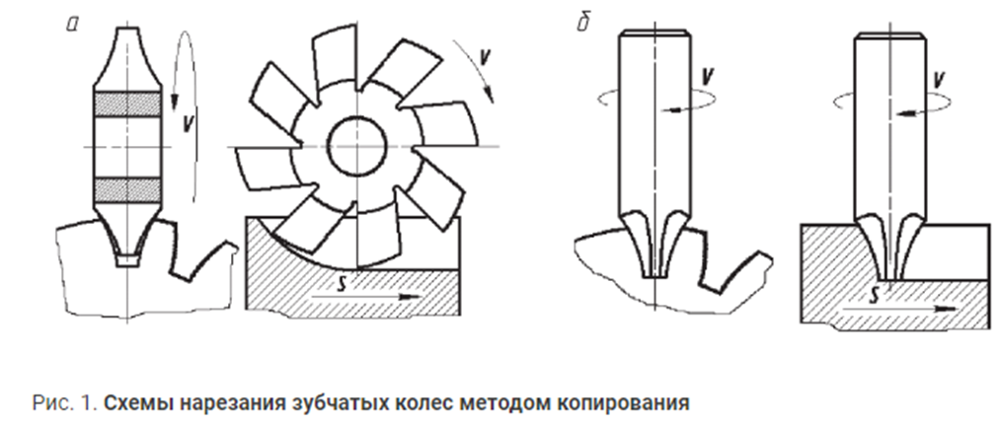 а
б
V
V
V
V
S
S
Рис. 1. Схемы нарезания зубчатых колес методом копирования